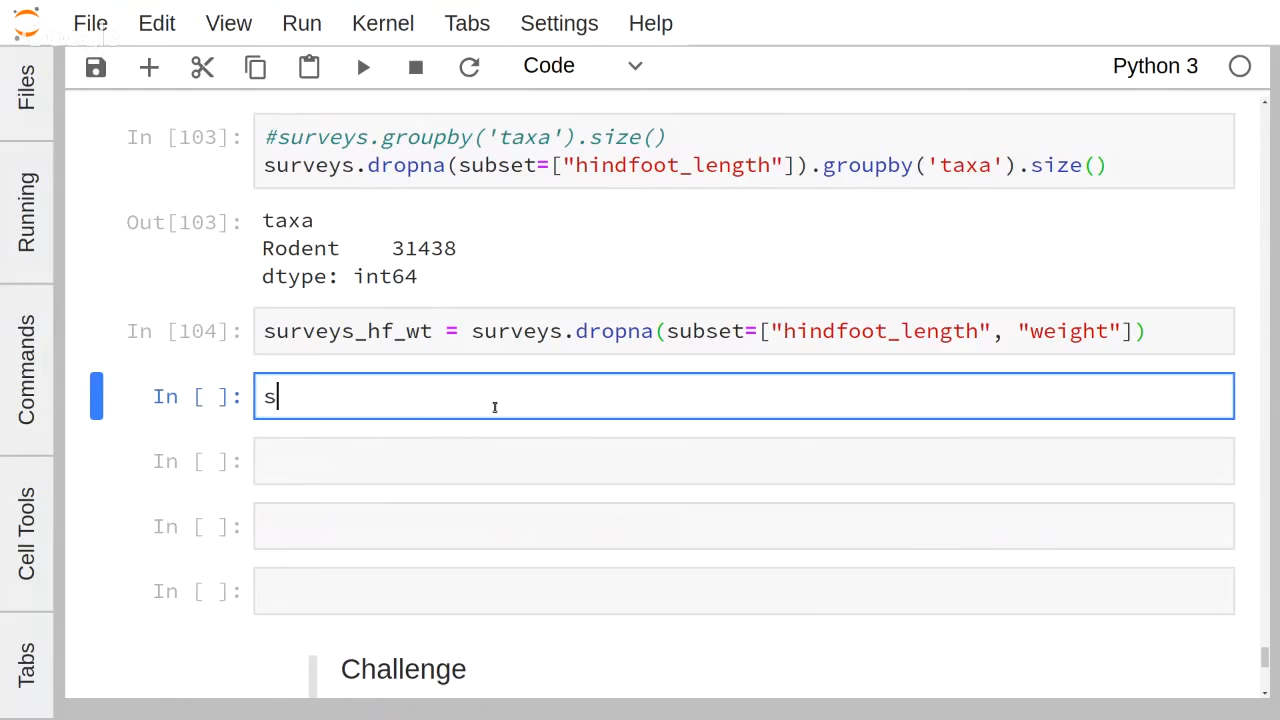 File Edit View Run Kernel Tabs Settings Help
Code Python 3
Files
Running
Commands
Cell Tools
Tabs
In [103]: #surveys.groupby('taxa').size()
surveys.dropna(subset=["hindfoot_length"]).groupby('taxa').size()
Out[103]: taxa
Rodent 31438
dtype: int64
In [104]: surveys_hf_wt = surveys.dropna(subset=["hindfoot_length", "weight"])
In [ ]: s
In [ ]:
In [ ]:
In [ ]:
Challenge